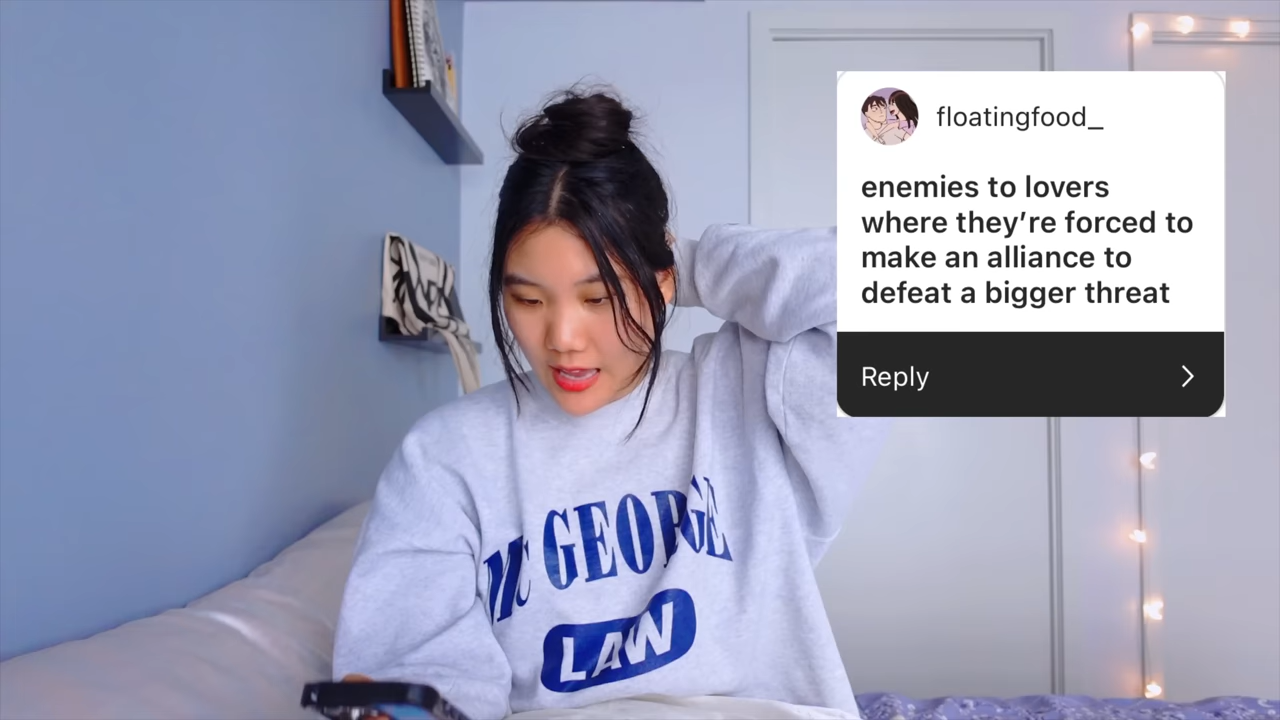 floatingfood_
enemies to lovers
where they’re forced to
make an alliance to
defeat a bigger threat
Reply
MC GEORGE
LAW